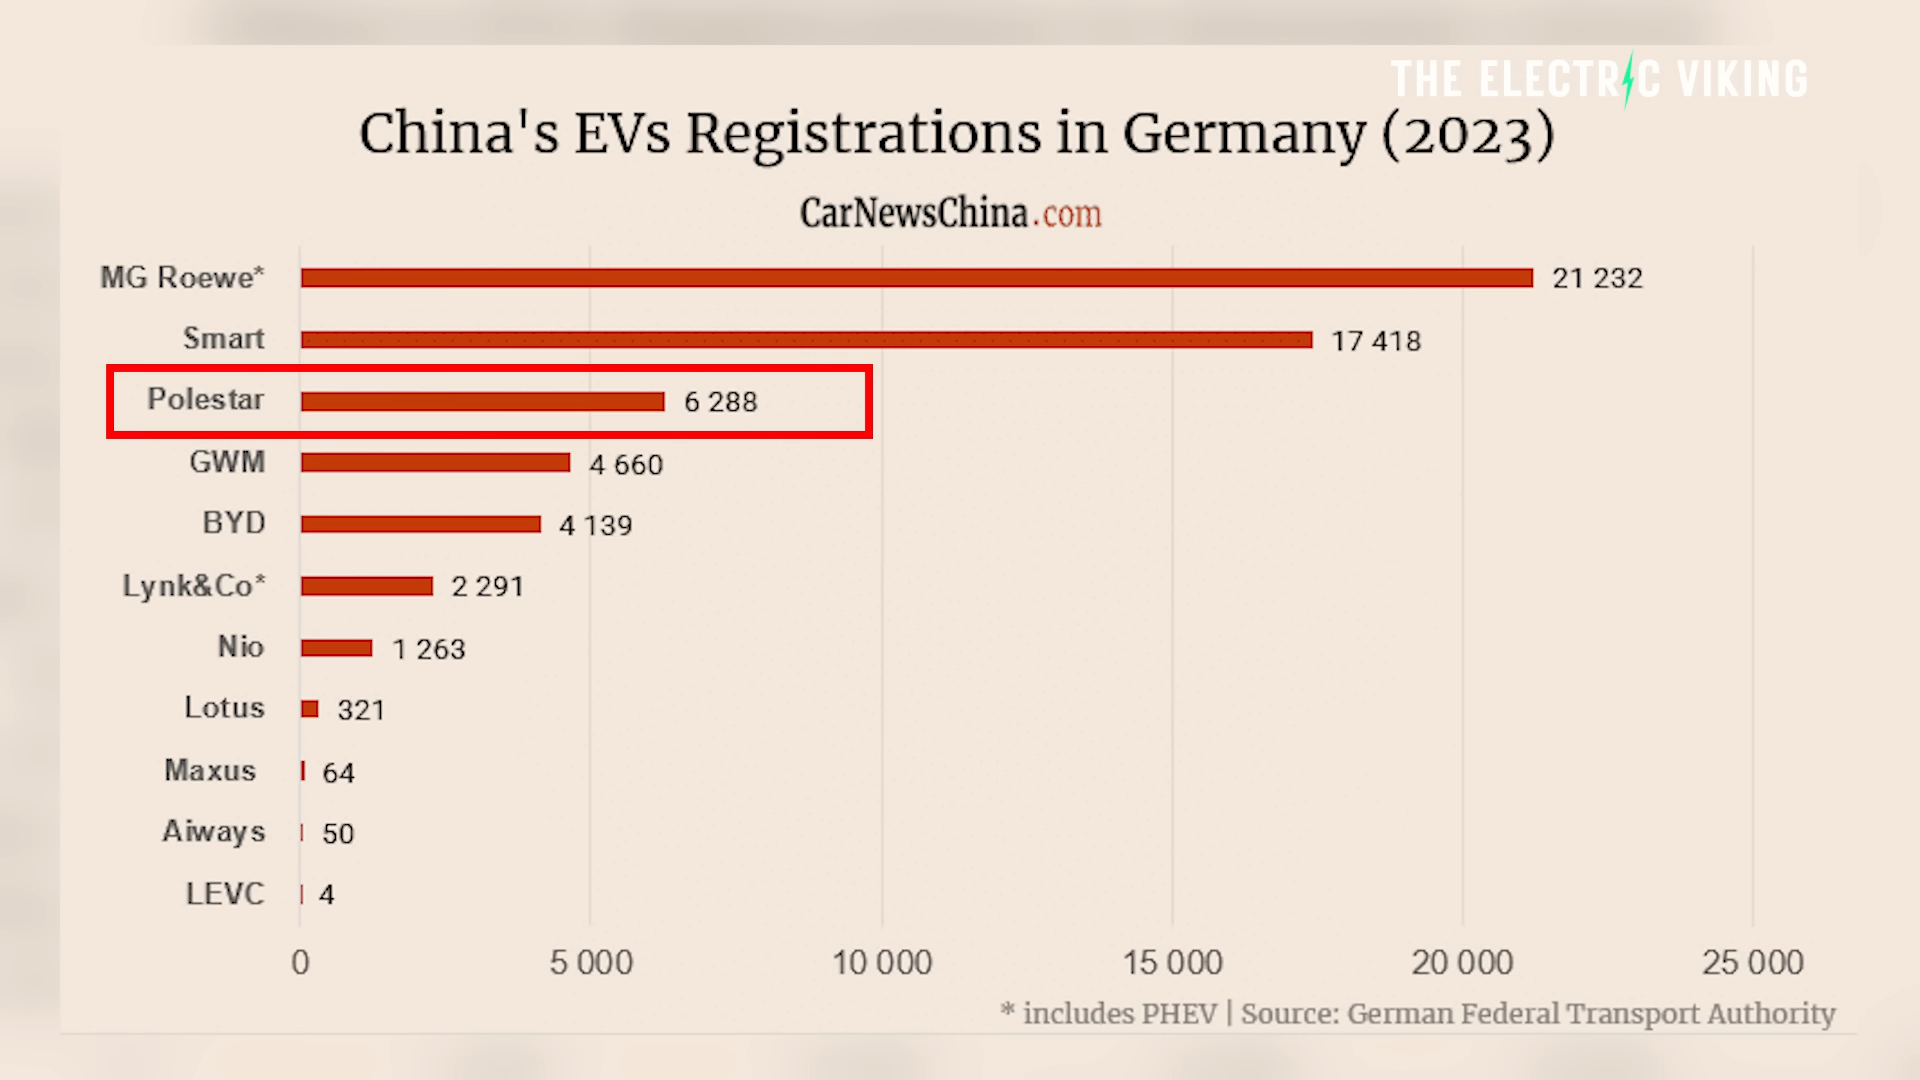 THE ELECTRIC VIKING
China's EVs Registrations in Germany (2023)
CarNewsChina.com
MG Roewe* 21 232
Smart 17 418
Polestar 6 288
GWM 4 660
BYD 4 139
Lynk&Co* 2 291
Nio 1 263
Lotus 321
Maxus 64
Aiways 50
LEVC 4
0 5 000 10 000 15 000 20 000 25 000
* includes PHEV | Source: German Federal Transport Authority